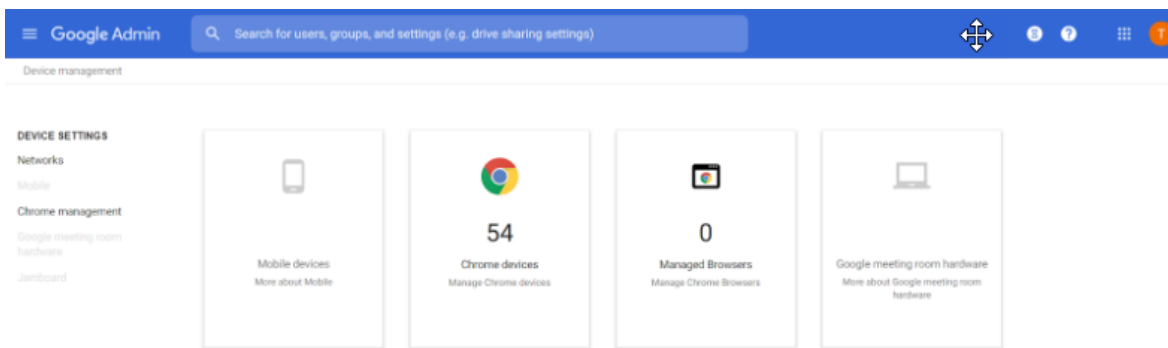 Google Admin
Search for users, groups, and settings (e.g. drive sharing settings)
8
?
T
Device management
DEVICE SETTINGS
Networks
Mobile
Chrome management
Google meeting room
hardware
Jamboard
Mobile devices
More about Mobile
54
Chrome devices
Manage Chrome devices
0
Managed Browsers
Manage Chrome Browsers
Google meeting room hardware
More about Google meeting room
hardware